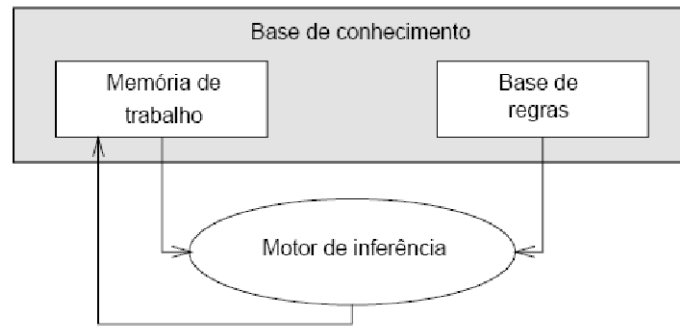 Base de conhecimento
Memória de
trabalho
Base de
regras
Motor de inferência